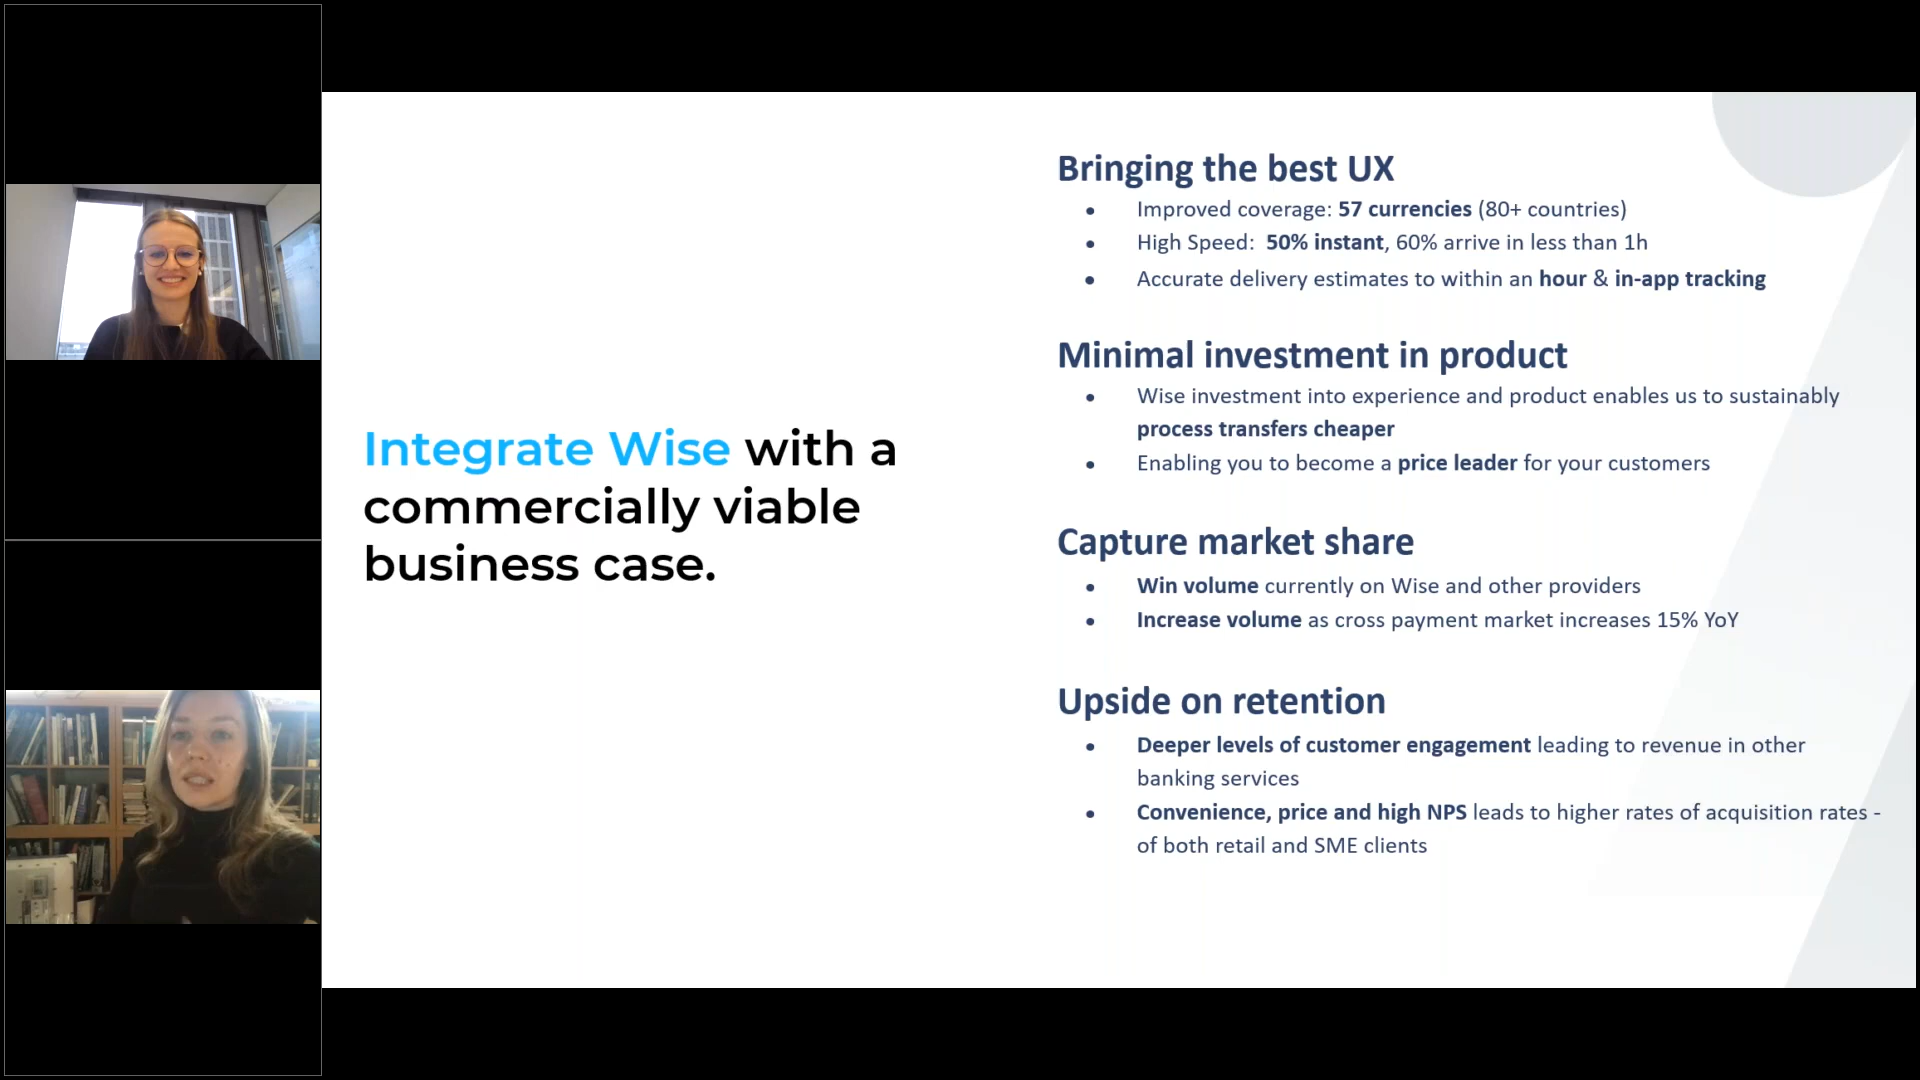 Integrate Wise with a
commercially viable
business case.
Bringing the best UX
• Improved coverage: 57 currencies (80+ countries)
• High Speed: 50% instant, 60% arrive in less than 1h
• Accurate delivery estimates to within an hour & in-app tracking
Minimal investment in product
• Wise investment into experience and product enables us to sustainably
process transfers cheaper
• Enabling you to become a price leader for your customers
Capture market share
• Win volume currently on Wise and other providers
• Increase volume as cross payment market increases 15% YoY
Upside on retention
• Deeper levels of customer engagement leading to revenue in other
banking services
• Convenience, price and high NPS leads to higher rates of acquisition rates -
of both retail and SME clients